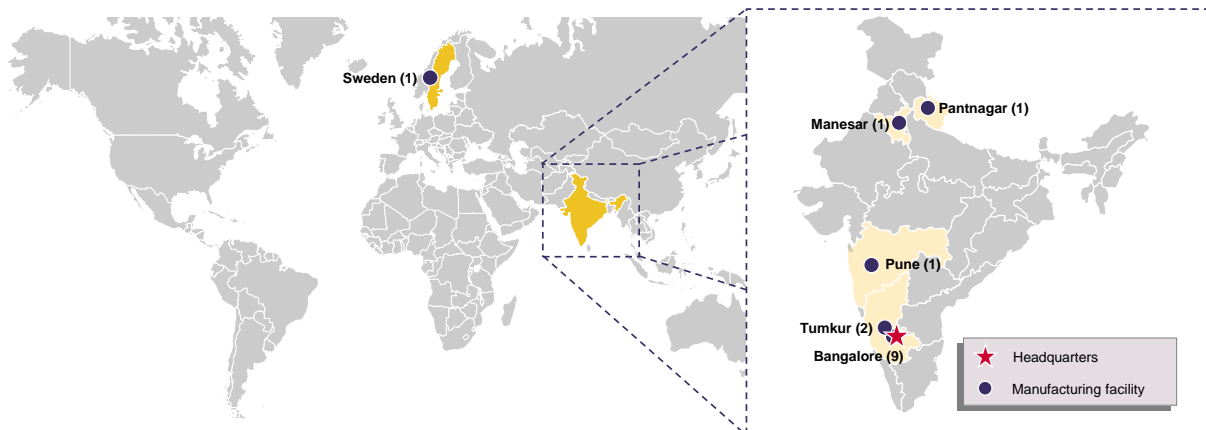 Sweden (1)
Pantnagar (1)
Manesar (1)
Pune (1)
Tumkur (2)
Bangalore (9)
Headquarters
Manufacturing facility